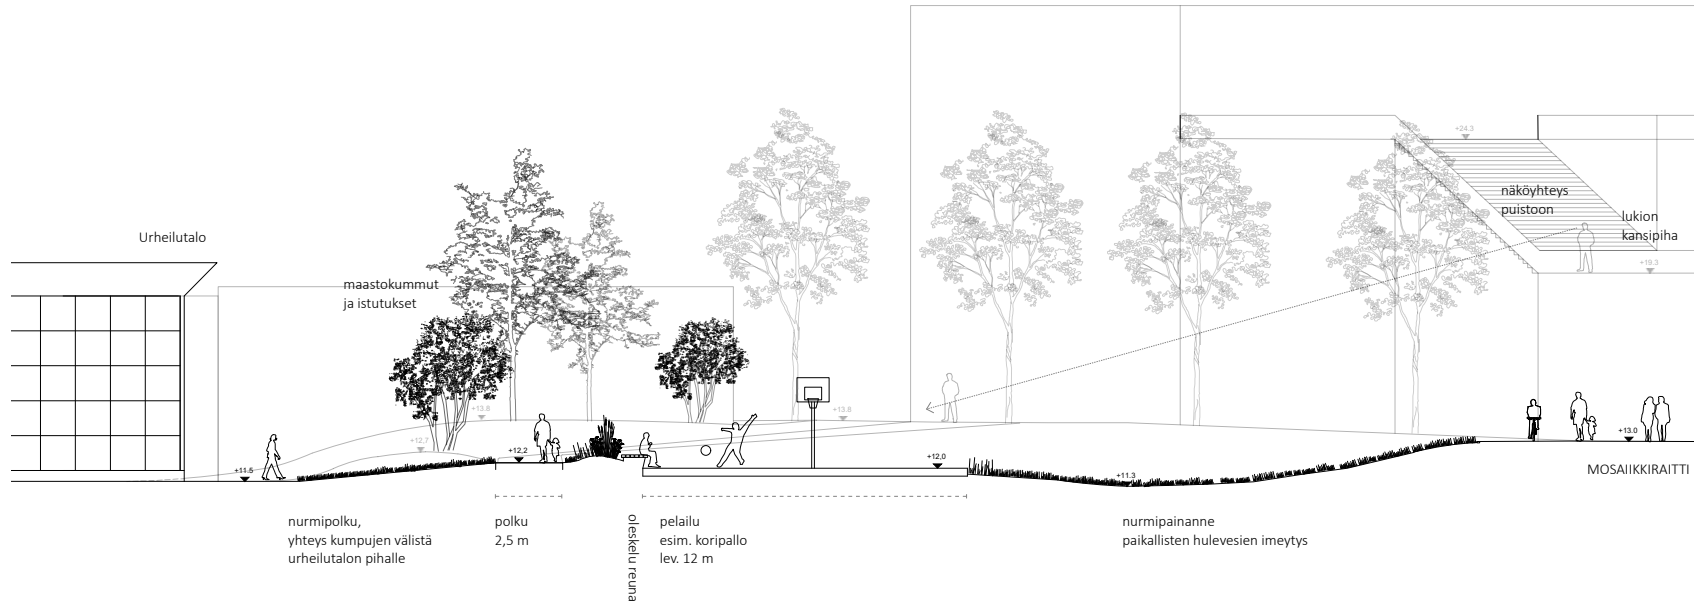 +24.3
näköyhteys
puistoon
lukion
kansipiha
Urheilutalo
+19.3
maastokummut
ja istutukset
+13.8
+13.8
+12.7
+12,2
+12,0
+13.0
+11.5
+11.3
MOSAIIKKIRAITTI
nurmipolku,
yhteys kumpujen välistä
urheilutalon pihalle
polku
2,5 m
oleskelu reuna
pelailu
esim. koripallo
lev. 12 m
nurmipainanne
paikallisten hulevesien imeytys